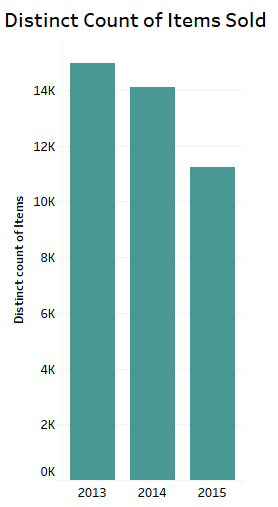 Distinct Count of Items Sold
Distinct count of Items
14K
12K
10K
8K
6K
4K
2K
0K
2013 2014 2015